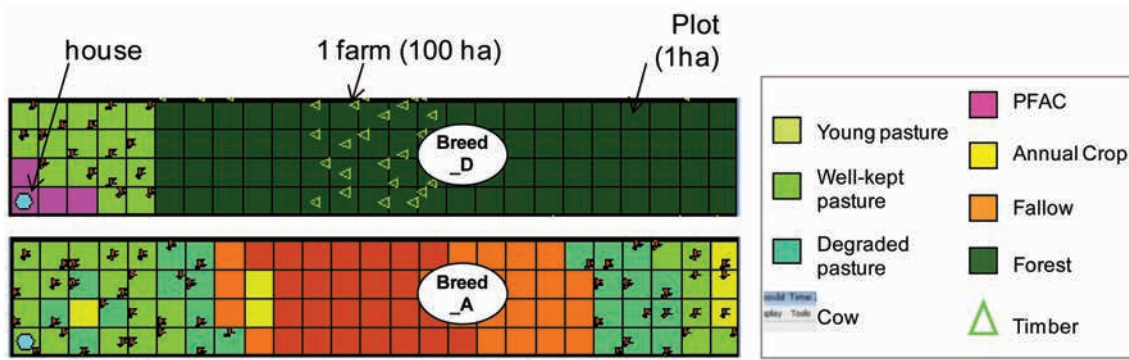 house
1 farm (100 ha)
Plot
(1ha)
Breed
_D
Breed
_A
Young pasture
Well-kept
pasture
Degraded
pasture
Cow
PFAC
Annual Crop
Fallow
Forest
Timber
Tools